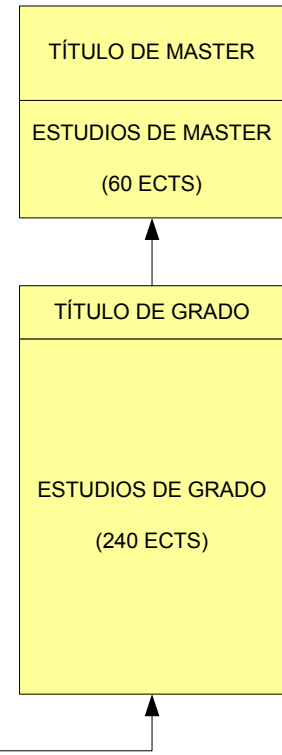 TÍTULO DE MASTER
ESTUDIOS DE MASTER
(60 ECTS)
TÍTULO DE GRADO
ESTUDIOS DE GRADO
(240 ECTS)